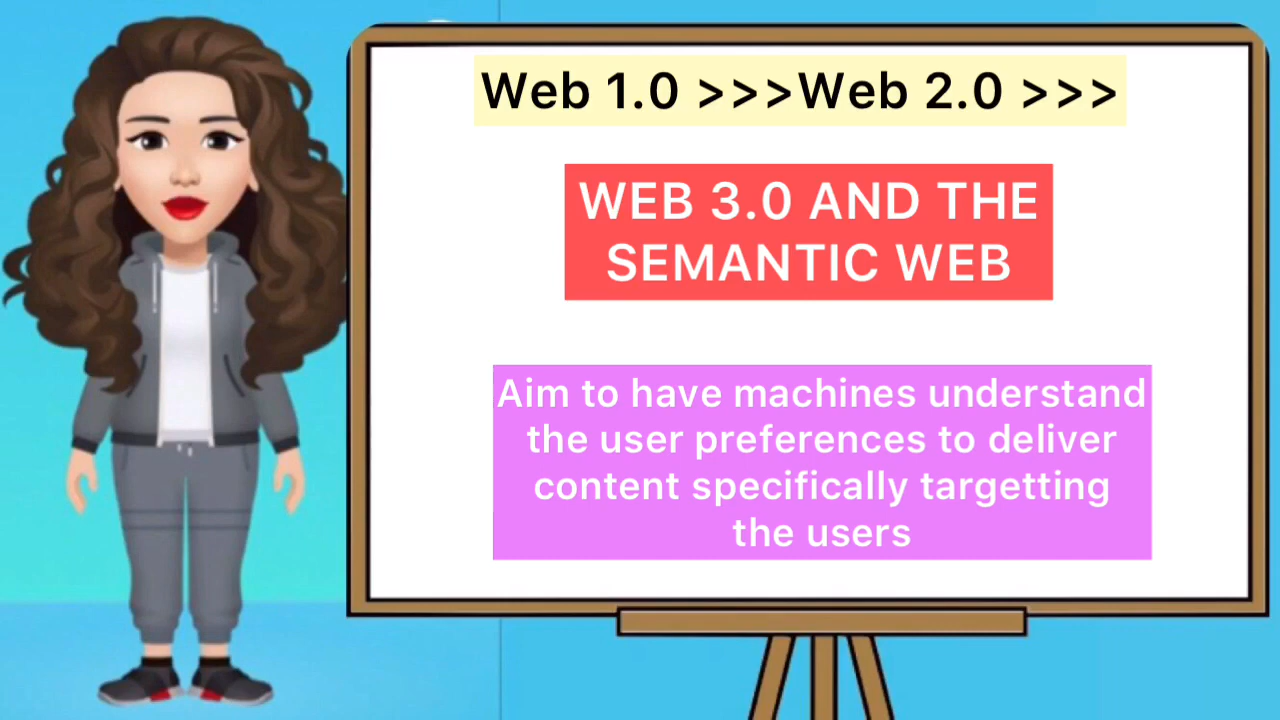 Web 1.0 >>>Web 2.0 >>>
WEB 3.0 AND THE
SEMANTIC WEB
Aim to have machines understand
the user preferences to deliver
content specifically targetting
the users